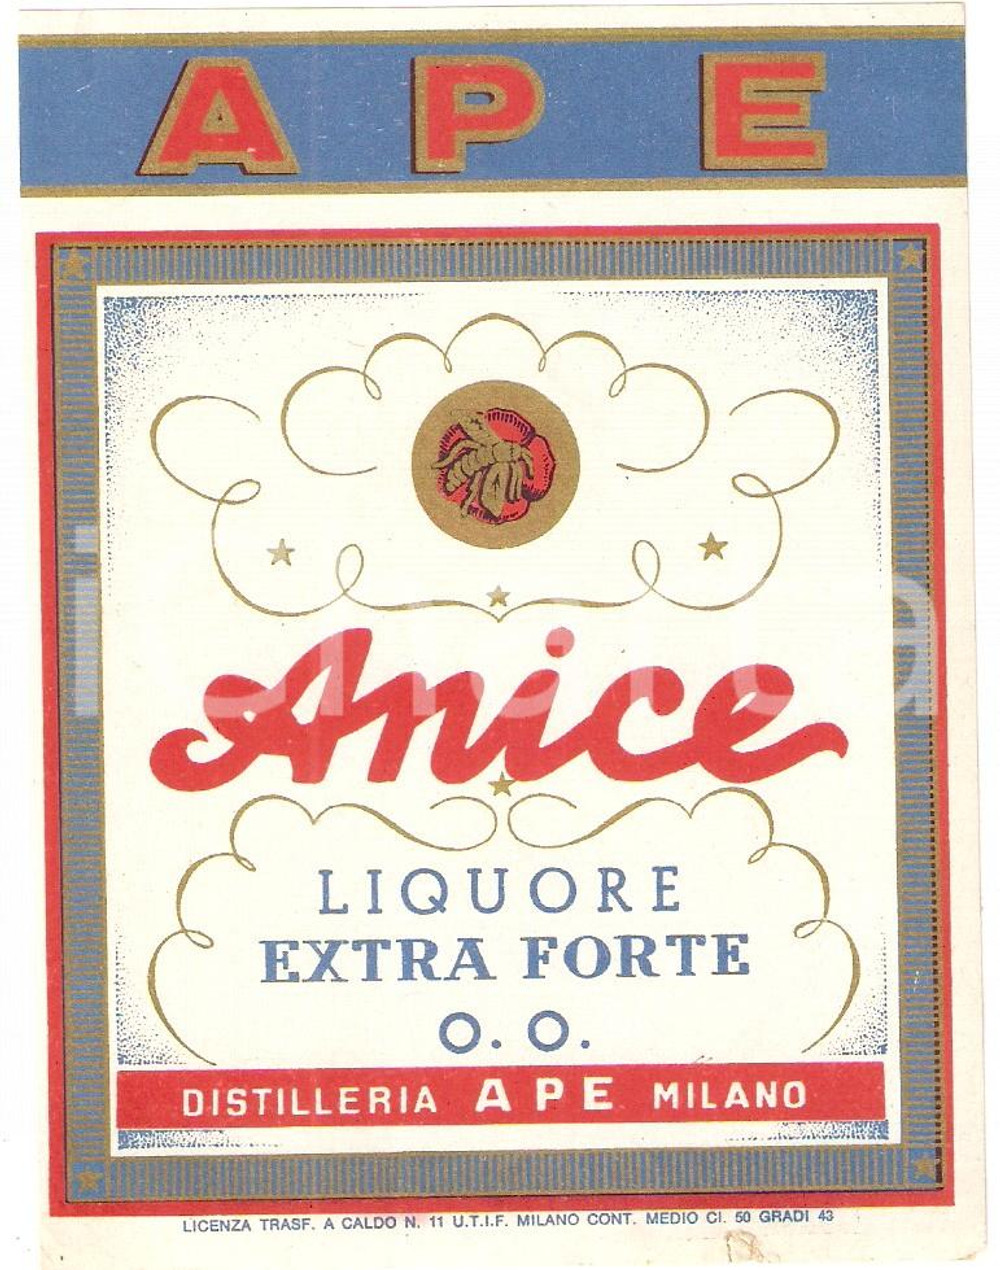 APE
Anice
LIQUORE
EXTRA FORTE
O. O.
DISTILLERIA APE MILANO
LICENZA TRASF. A CALDO N. 11 U.T.I.F. MILANO CONT. MEDIO Cl. 50 GRADI 43